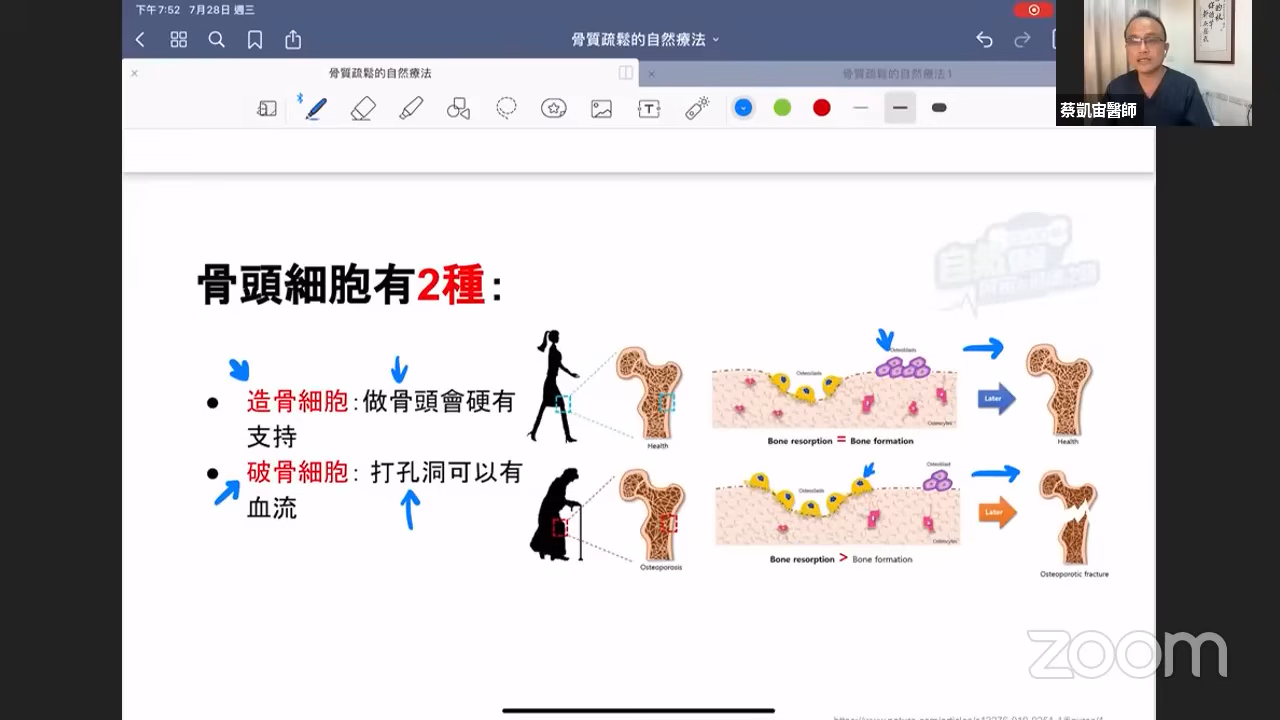 下午7:52 7月28日 週三
骨質疏鬆的自然療法
骨質疏鬆的自然療法
骨質疏鬆的自然療法 1
蔡凱宙醫師
骨頭細胞有2種:
造骨細胞:做骨頭會硬有
支持
破骨細胞: 打孔洞可以有
血流
Health
Osteoclasts
Osteoblasts
Osteocytes
Bone resorption = Bone formation
Later
Health
Osteoporosis
Osteoclasts
Osteoblast
Osteocytes
Bone resorption > Bone formation
Later
Osteoporotic fracture
zoom